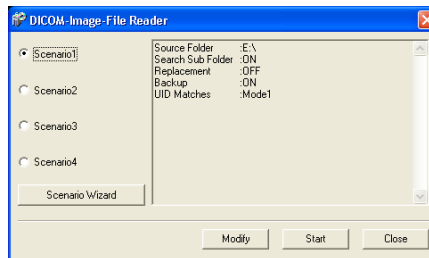 DICOM-Image-File Reader
Scenario1
Scenario2
Scenario3
Scenario4
Scenario Wizard
Source Folder :E:\
Search Sub Folder :ON
Replacement :OFF
Backup :ON
UID Matches :Mode1
Modify Start Close